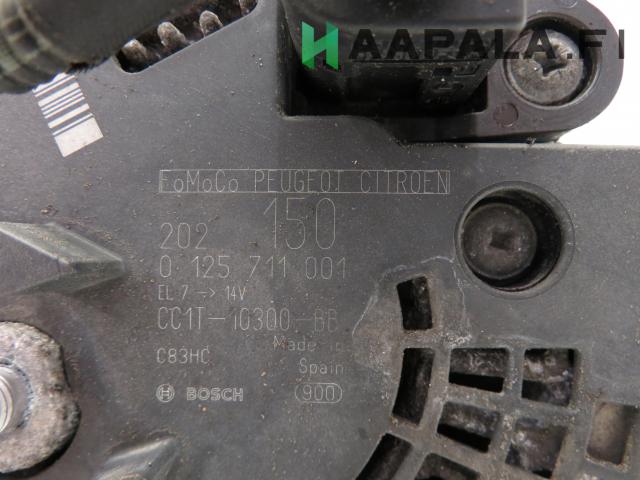 HAAPALA.FI
FoMoCo PEUGEOT CITROEN
202 150
0 125 711 001
EL 7 -> 14V
CC1T-10300-BB
C83HC Made in
Spain
BOSCH 900